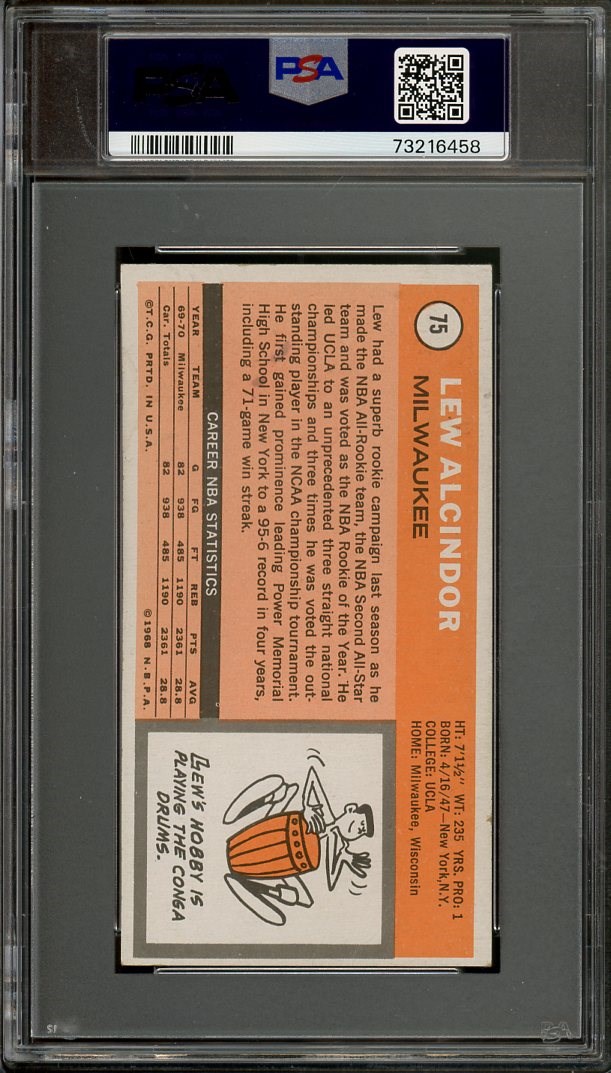 PSA
PSA
73216458
75
LEW ALCINDOR
MILWAUKEE
HT: 7'1½" WT: 235 YRS. PRO: 1
BORN: 4/16/47—New York, N.Y.
COLLEGE: UCLA
HOME: Milwaukee, Wisconsin
Lew had a superb rookie campaign last season as he
made the NBA All-Rookie team, the NBA Second All-Star
team and was voted as the NBA Rookie of the Year. He
led UCLA to an unprecedented three straight national
championships and three times he was voted the out-
standing player in the NCAA championship tournament.
He first gained prominence leading Power Memorial
High School in New York to a 95-6 record in four years,
including a 71-game win streak.
CAREER NBA STATISTICS
YEAR TEAM G FG FT REB PTS AVG
69-70 Milwaukee 82 938 485 1190 2361 28.8
Car. Totals 82 938 485 1190 2361 28.8
©T.C.G. PRTD. IN U.S.A. ©1968 N.B.P.A.
LEW'S HOBBY IS
PLAYING THE CONGA
DRUMS.
PSA